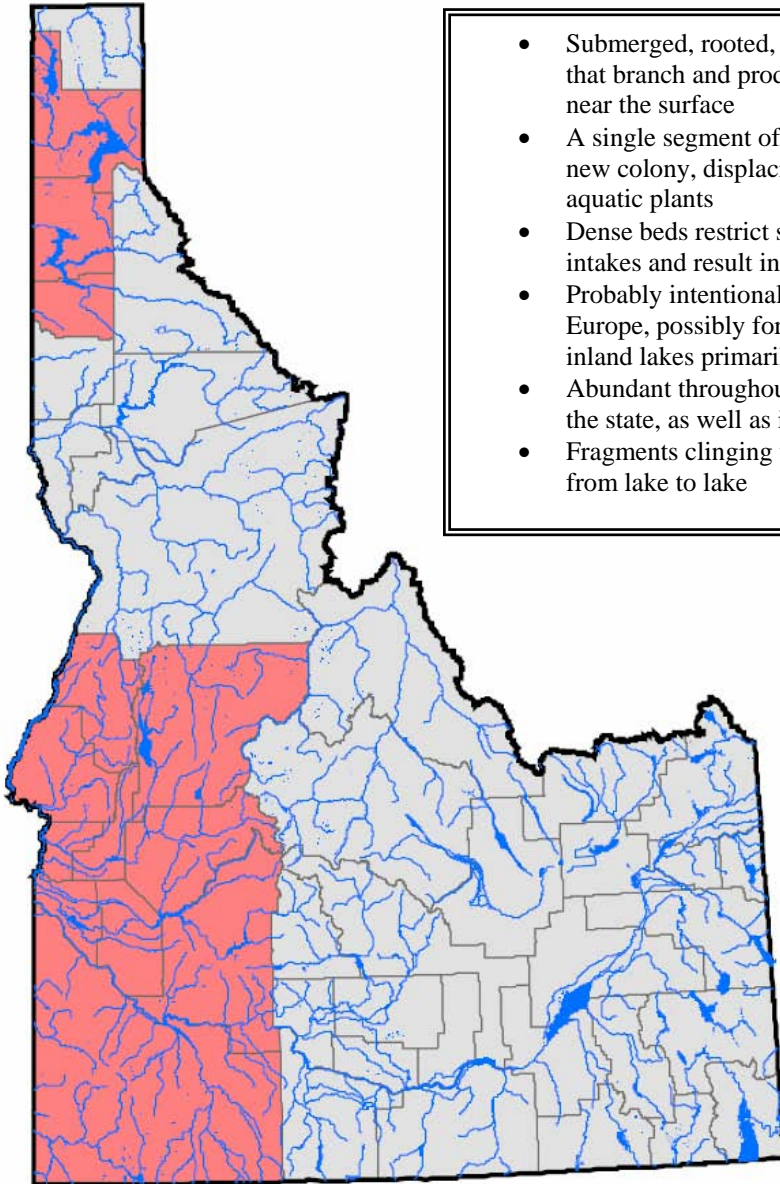 • Submerged, rooted,
that branch and prod
near the surface
• A single segment of
new colony, displaci
aquatic plants
• Dense beds restrict s
intakes and result in
• Probably intentional
Europe, possibly for
inland lakes primari
• Abundant throughou
the state, as well as i
• Fragments clinging
from lake to lake